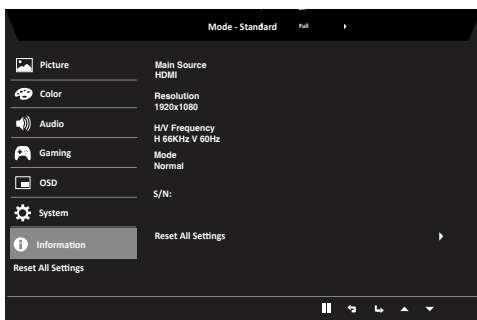 Mode - Standard Full
Picture
Color
Audio
Gaming
OSD
System
Information
Reset All Settings
Main Source
HDMI
Resolution
1920x1080
H/V Frequency
H 66KHz V 60Hz
Mode
Normal
S/N:
Reset All Settings